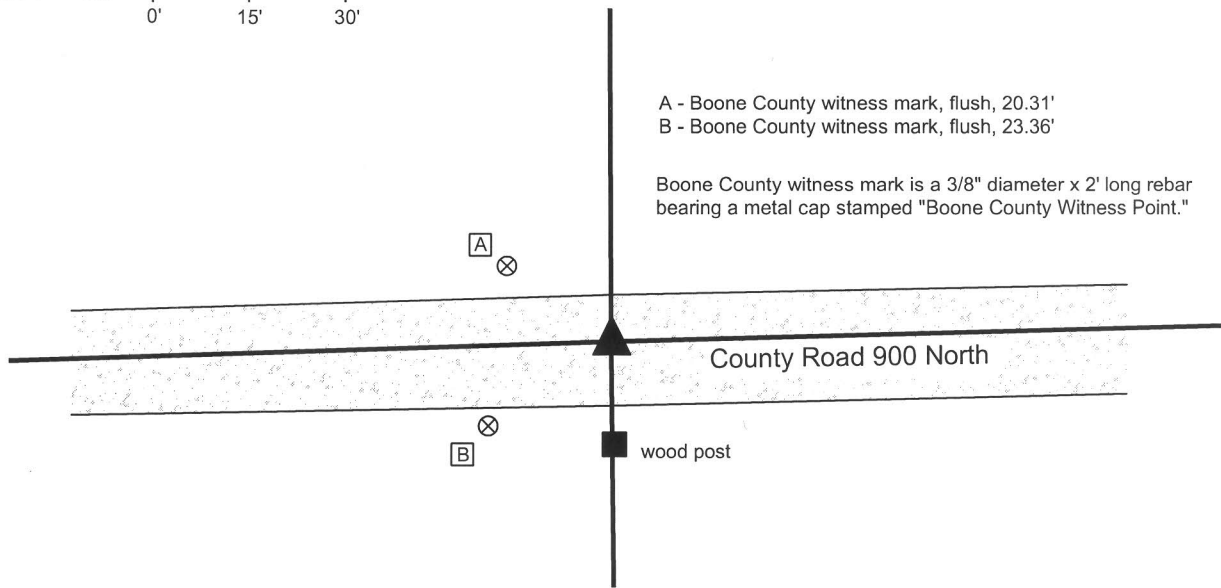 0' 15' 30'
A - Boone County witness mark, flush, 20.31'
B - Boone County witness mark, flush, 23.36'
Boone County witness mark is a 3/8" diameter x 2' long rebar
bearing a metal cap stamped "Boone County Witness Point."
A
County Road 900 North
B
wood post